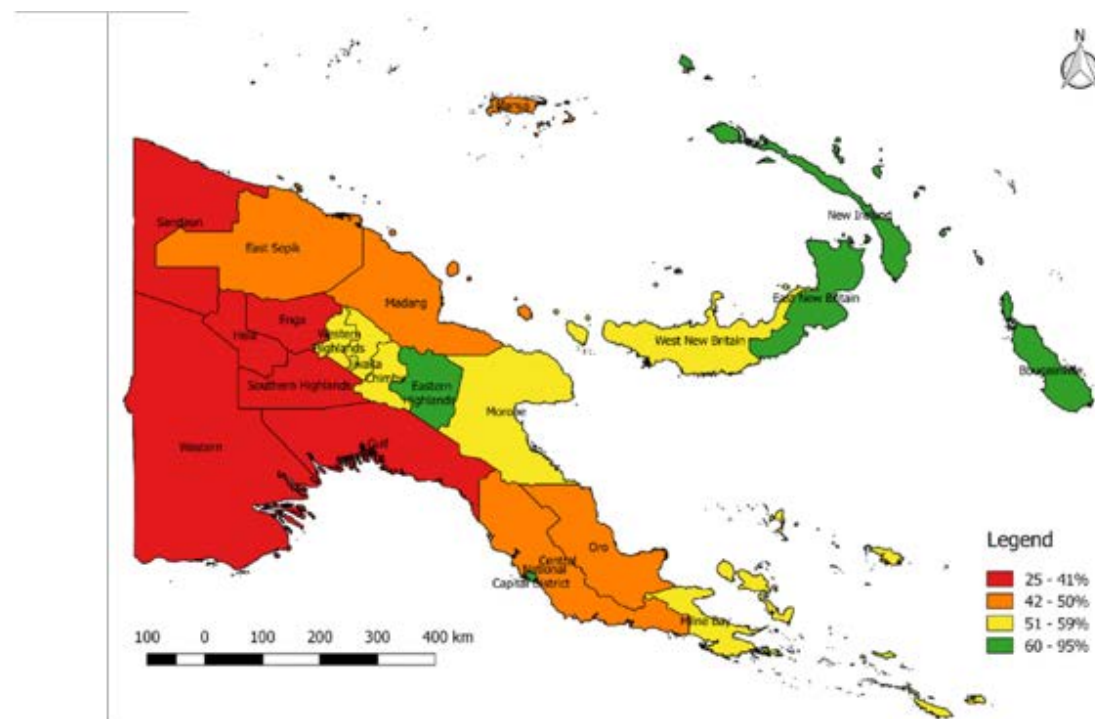 N
Manus
New Ireland
Sandaun
East Sepik
East New Britain
Madang
Enga
Western
Highlands
Hela
West New Britain
Jiwaka
Chimbu
Bougainville
Southern Highlands
Eastern
Highlands
Morobe
Western
Gulf
Oro
Central
National
Capital District
Milne Bay
Legend
25 - 41%
42 - 50%
51 - 59%
60 - 95%
100 0 100 200 300 400 km